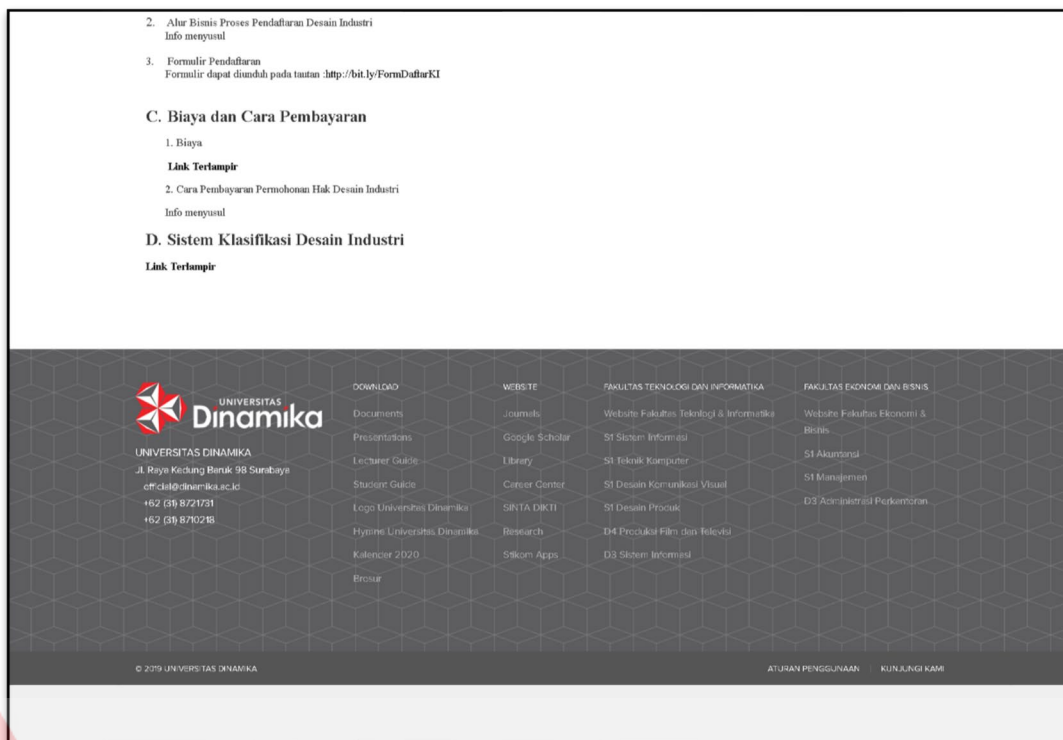 2. Alur Bisnis Proses Pendaftaran Desain Industri
Info menyusul
3. Formulir Pendaftaran
Formulir dapat diunduh pada tautan :http://bit.ly/FormDaftarKI
C. Biaya dan Cara Pembayaran
1. Biaya
Link Terlampir
2. Cara Pembayaran Permohonan Hak Desain Industri
Info menyusul
D. Sistem Klasifikasi Desain Industri
Link Terlampir
UNIVERSITAS
Dinamika
UNIVERSITAS DINAMIKA
Jl. Raya Kedung Baruk 98 Surabaya
official@dinamika.ac.id
+62 (31) 8721731
+62 (31) 8710218
DOWNLOAD
Documents
Presentations
Lecturer Guide
Student Guide
Logo Universitas Dinamika
Hymne Universitas Dinamika
Kalender 2020
Brosur
WEBSITE
Journals
Google Scholar
Library
Career Center
SINTA DIKTI
Research
Stikom Apps
FAKULTAS TEKNOLOGI DAN INFORMATIKA
Website Fakultas Teknlogi & Informatika
S1 Sistem Informasi
S1 Teknik Komputer
S1 Desain Komunikasi Visual
S1 Desain Produk
D4 Produksi Film dan Televisi
D3 Sistem Informasi
FAKULTAS EKONOMI DAN BISNIS
Website Fakultas Ekonomi &
Bisnis
S1 Akuntansi
S1 Manajemen
D3 Administrasi Perkantoran
© 2019 UNIVERSITAS DINAMIKA
ATURAN PENGGUNAAN | KUNJUNGI KAMI